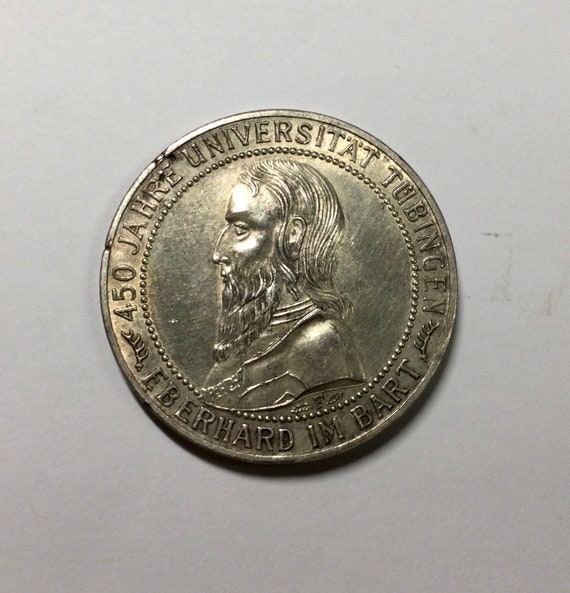 450 JAHRE UNIVERSITÄT TÜBINGEN
EBERHARD IM BART
F